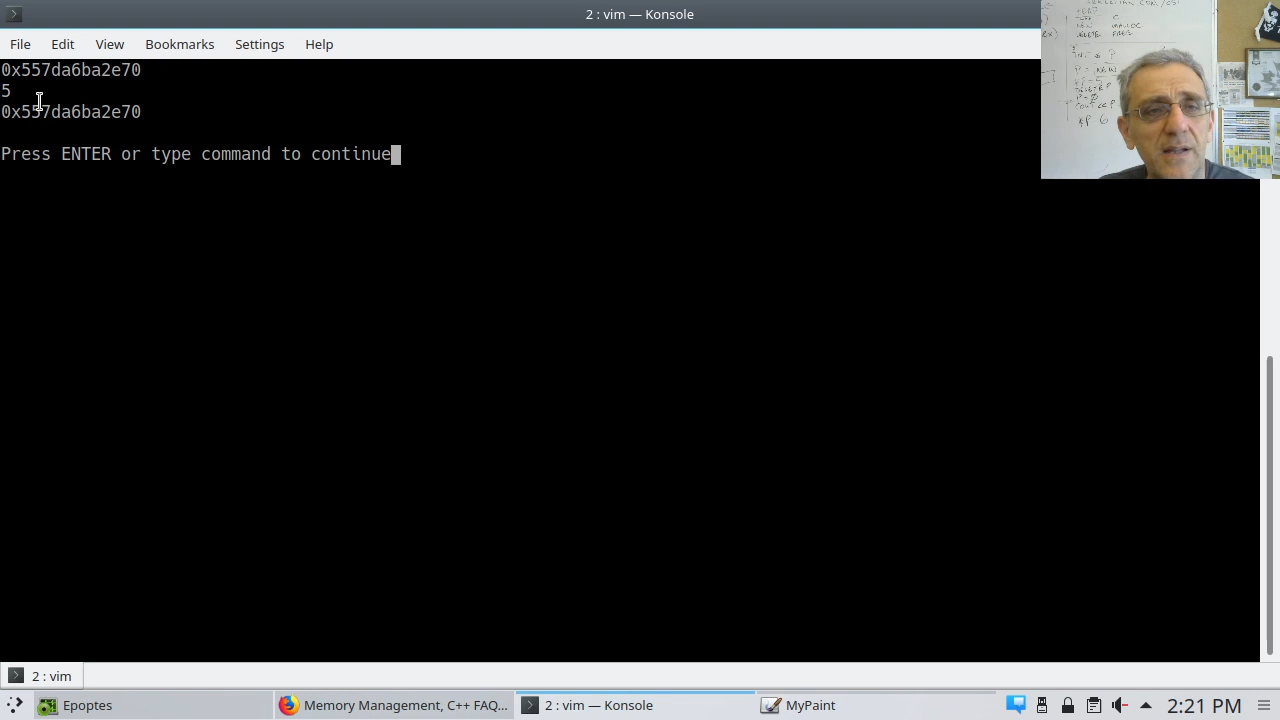 2 : vim — Konsole
File Edit View Bookmarks Settings Help
0x557da6ba2e70
5
0x557da6ba2e70
Press ENTER or type command to continue
2 : vim
Epoptes
Memory Management, C++ FAQ...
2 : vim — Konsole
MyPaint
2:21 PM